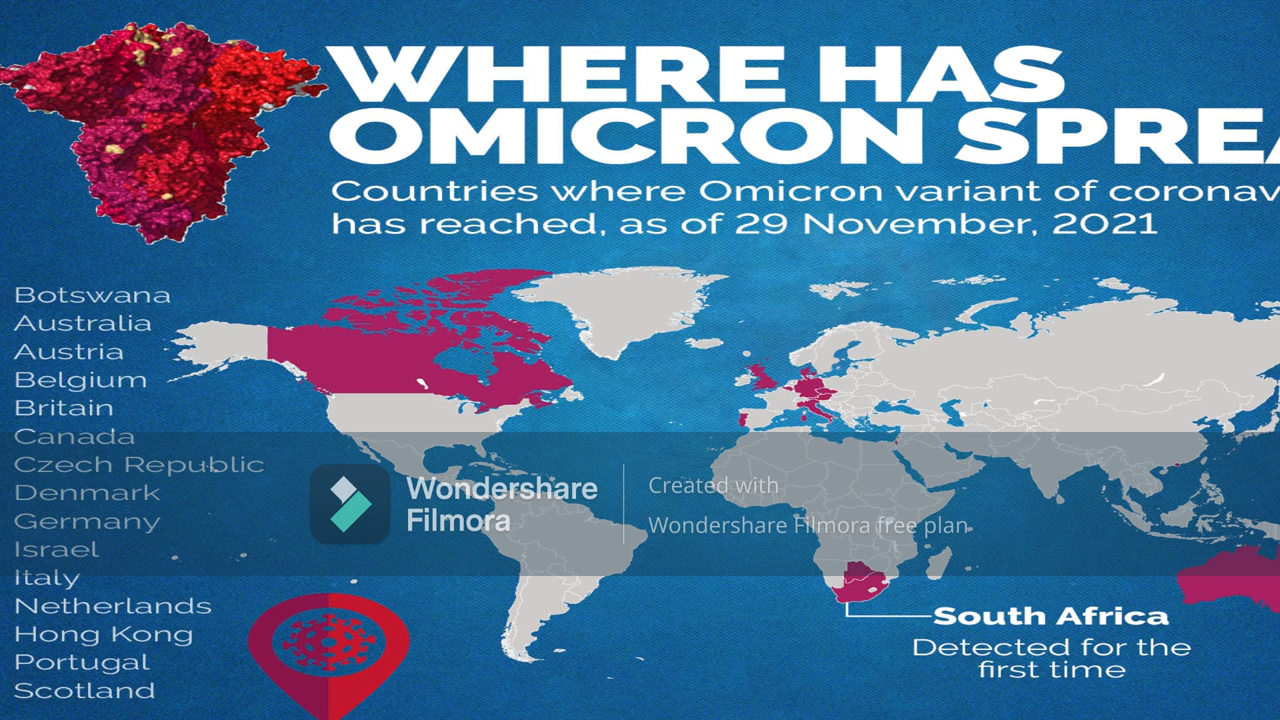 WHERE HAS
OMICRON SPREA
Countries where Omicron variant of coronav
has reached, as of 29 November, 2021
Botswana
Australia
Austria
Belgium
Britain
Canada
Czech Republic
Denmark
Germany
Israel
Italy
Netherlands
Hong Kong
Portugal
Scotland
Wondershare
Filmora
Created with
Wondershare Filmora free plan
South Africa
Detected for the
first time